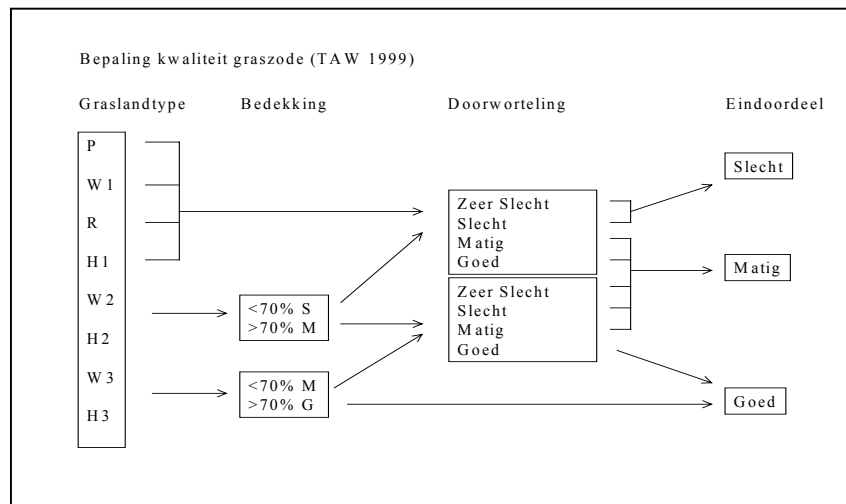 Bepaling kwaliteit graszode (TAW 1999)
Graslandtype Bedekking Doorworteling Eindoordeel
P
W1
R
H1
W2
H2
W3
H3
<70% S
>70% M
<70% M
>70% G
Zeer Slecht
Slecht
Matig
Goed
Zeer Slecht
Slecht
Matig
Goed
Slecht
Matig
Goed